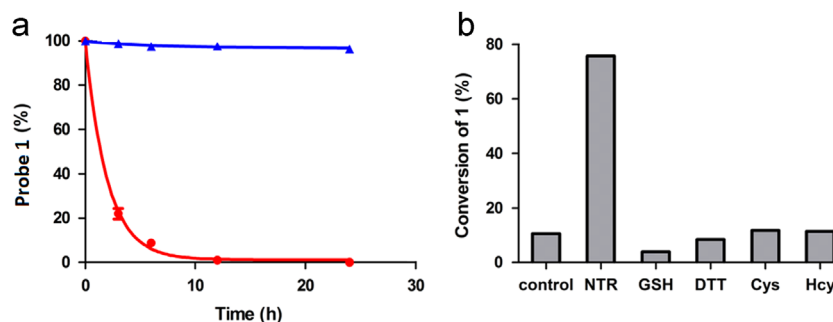 a
100
80
60
40
20
0
Probe 1 (%)
0 10 20 30
Time (h)
b
80
60
40
20
0
Conversion of 1 (%)
control NTR GSH DTT Cys Hcy